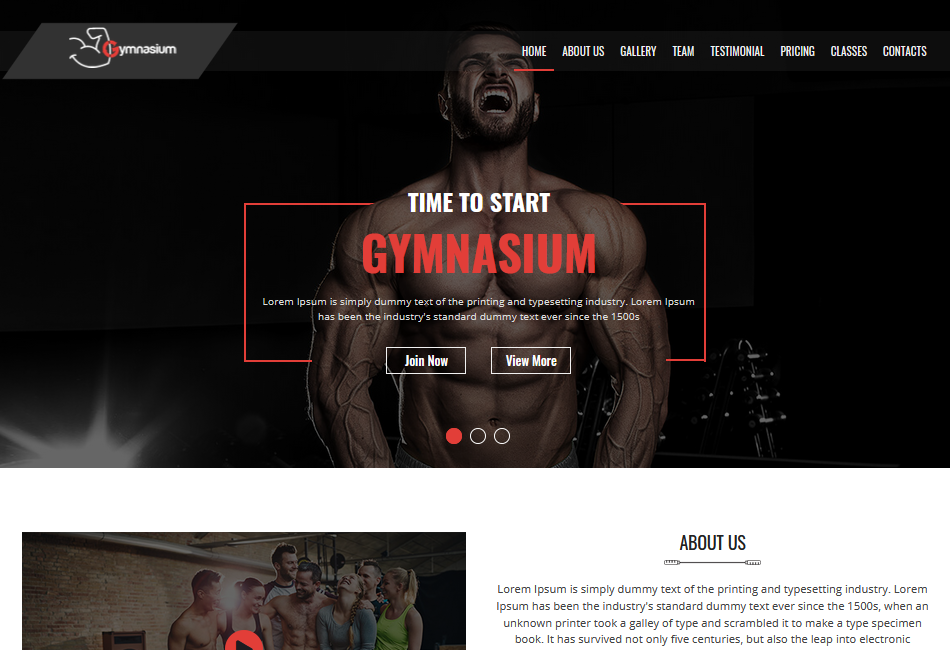 Gymnasium
HOME ABOUT US GALLERY TEAM TESTIMONIAL PRICING CLASSES CONTACTS
TIME TO START
GYMNASIUM
Lorem Ipsum is simply dummy text of the printing and typesetting industry. Lorem Ipsum
has been the industry's standard dummy text ever since the 1500s
Join Now View More
ABOUT US
Lorem Ipsum is simply dummy text of the printing and typesetting industry. Lorem
Ipsum has been the industry's standard dummy text ever since the 1500s, when an
unknown printer took a galley of type and scrambled it to make a type specimen
book. It has survived not only five centuries, but also the leap into electronic